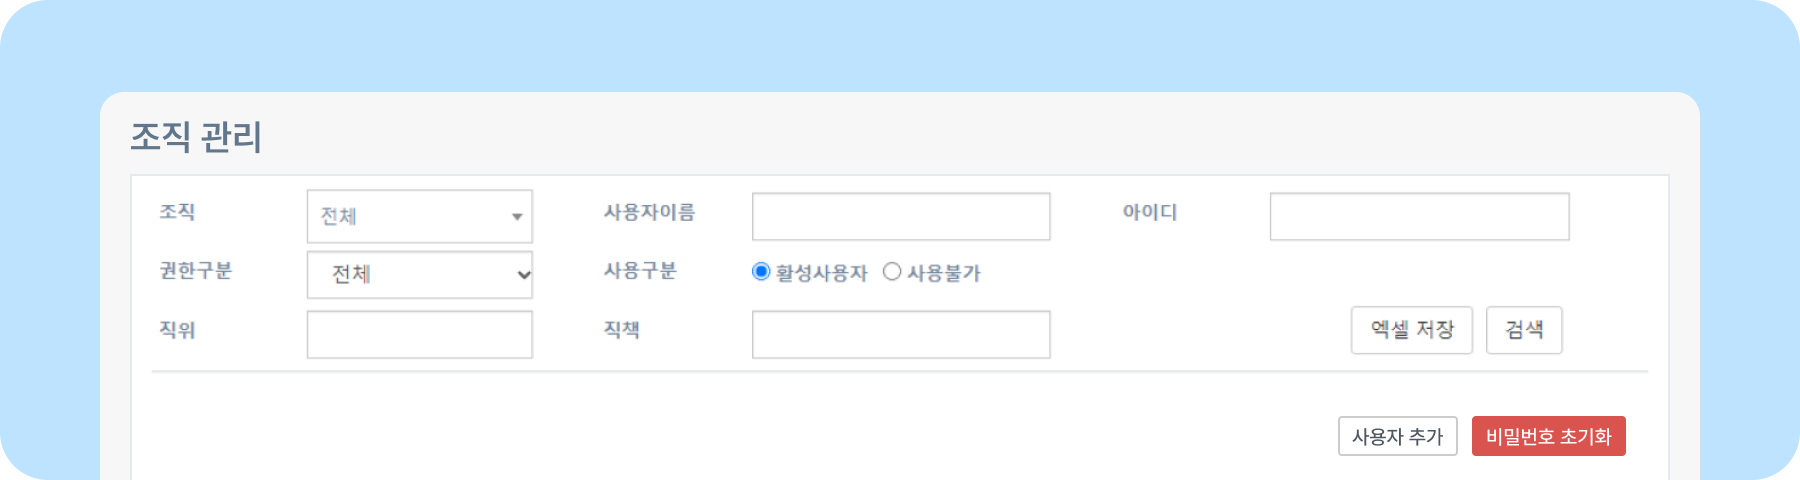 조직 관리
조직 전체 사용자이름 아이디
권한구분 전체 사용구분 활성사용자 사용불가
직위 직책 엑셀 저장 검색
사용자 추가 비밀번호 초기화